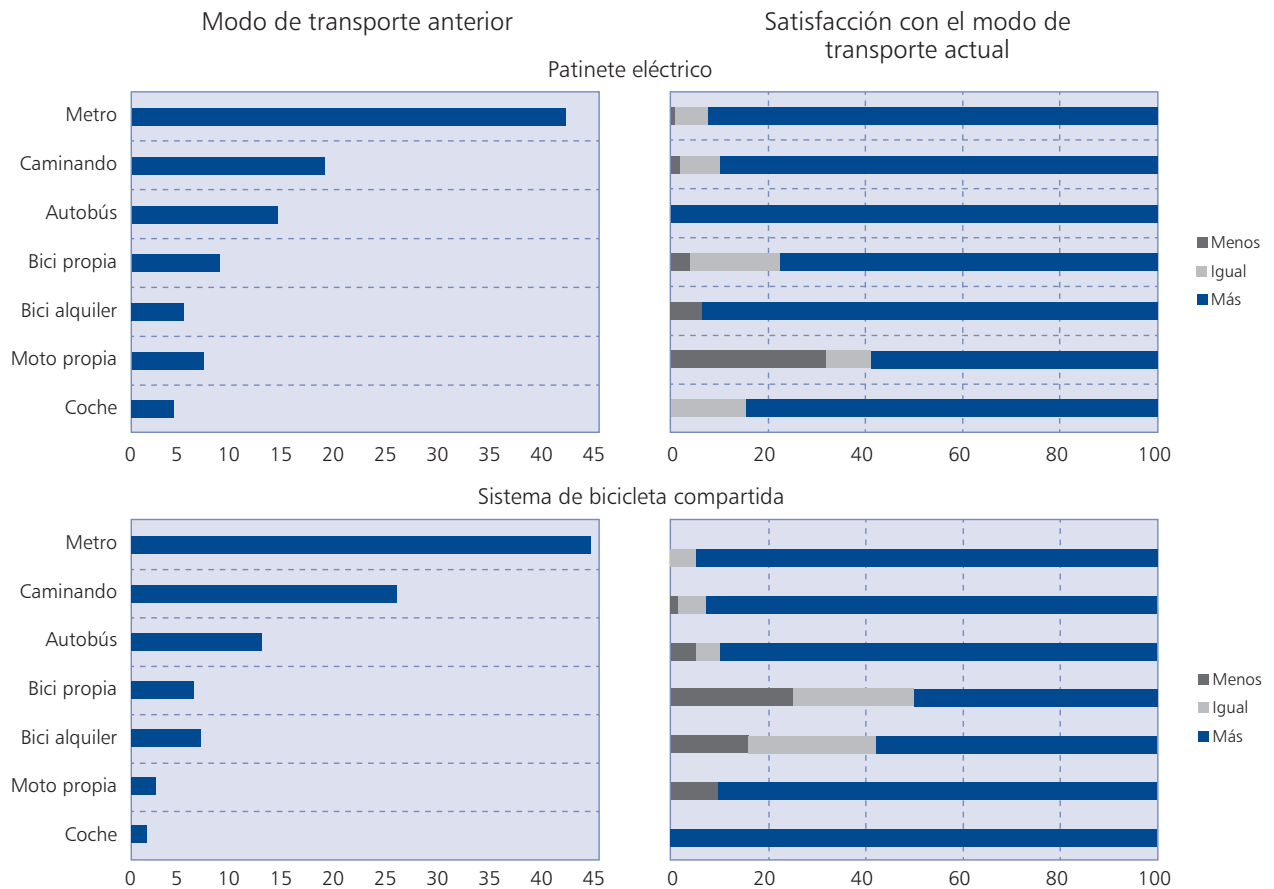 Modo de transporte anterior
Satisfacción con el modo de
transporte actual
Patinete eléctrico
Metro
Caminando
Autobús
Bici propia
Bici alquiler
Moto propia
Coche
0 5 10 15 20 25 30 35 40 45
0 20 40 60 80 100
Menos
Igual
Más
Sistema de bicicleta compartida
Metro
Caminando
Autobús
Bici propia
Bici alquiler
Moto propia
Coche
0 5 10 15 20 25 30 35 40 45
0 20 40 60 80 100
Menos
Igual
Más